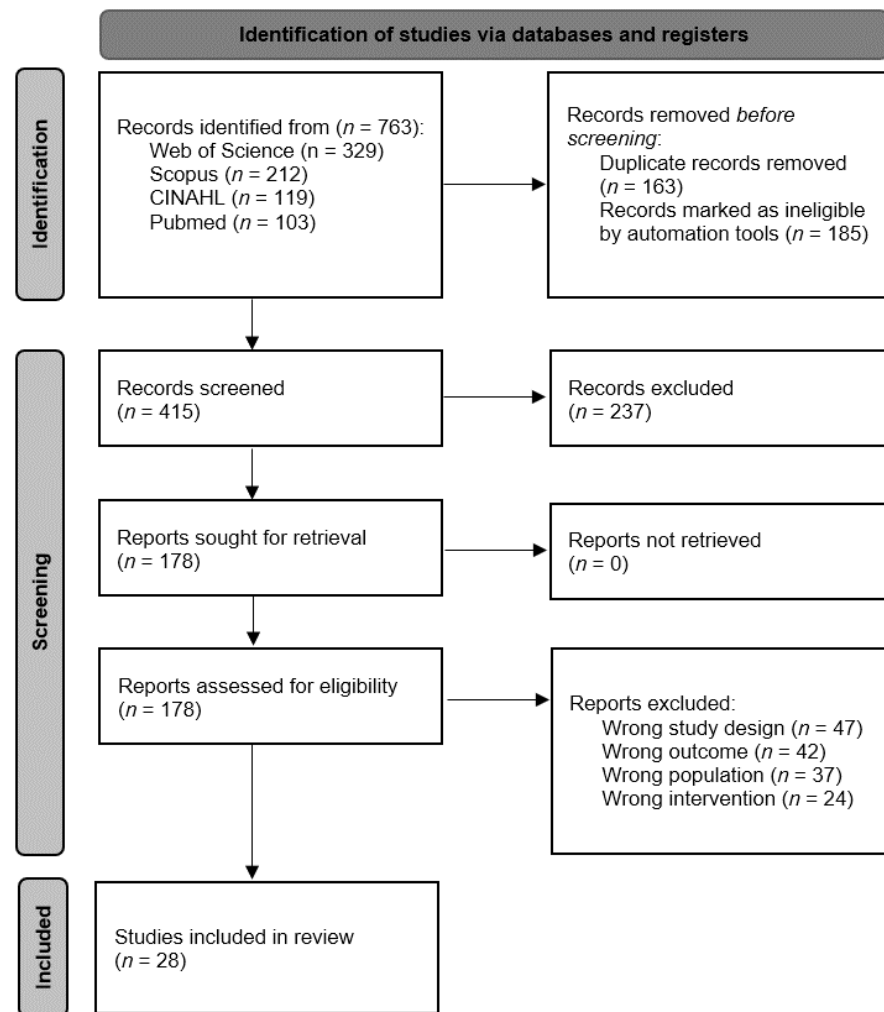 Identification of studies via databases and registers
Identification
Records identified from (n = 763):
Web of Science (n = 329)
Scopus (n = 212)
CINAHL (n = 119)
Pubmed (n = 103)
Records removed before
screening:
Duplicate records removed
(n = 163)
Records marked as ineligible
by automation tools (n = 185)
Screening
Records screened
(n = 415)
Records excluded
(n = 237)
Reports sought for retrieval
(n = 178)
Reports not retrieved
(n = 0)
Reports assessed for eligibility
(n = 178)
Reports excluded:
Wrong study design (n = 47)
Wrong outcome (n = 42)
Wrong population (n = 37)
Wrong intervention (n = 24)
Included
Studies included in review
(n = 28)